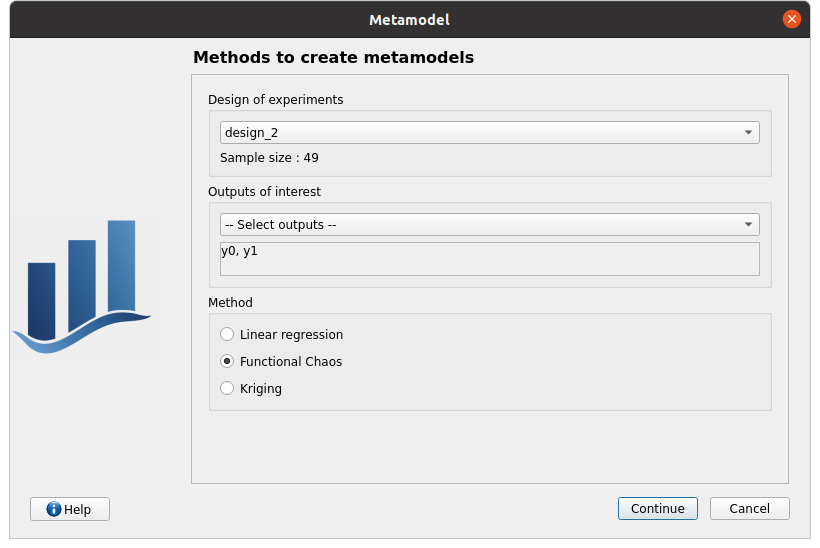 Metamodel
Methods to create metamodels
Design of experiments
design_2
Sample size : 49
Outputs of interest
-- Select outputs --
y0, y1
Method
Linear regression
Functional Chaos
Kriging
Help
Continue
Cancel